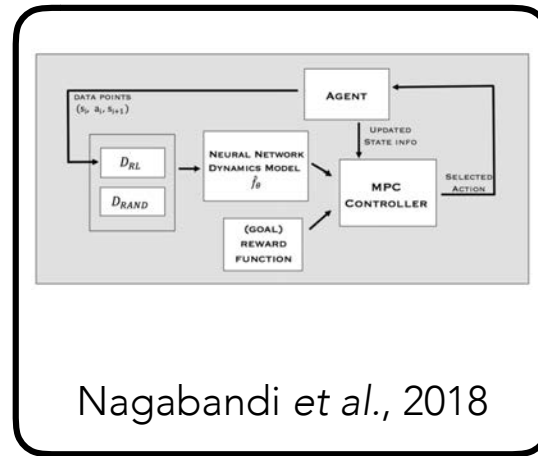 DATA POINTS
(sᵢ, aᵢ, sᵢ₊₁)
AGENT
UPDATED
STATE INFO
D_RL
D_RAND
NEURAL NETWORK
DYNAMICS MODEL
f̂_θ
(GOAL)
REWARD
FUNCTION
MPC
CONTROLLER
SELECTED
ACTION
Nagabandi et al., 2018